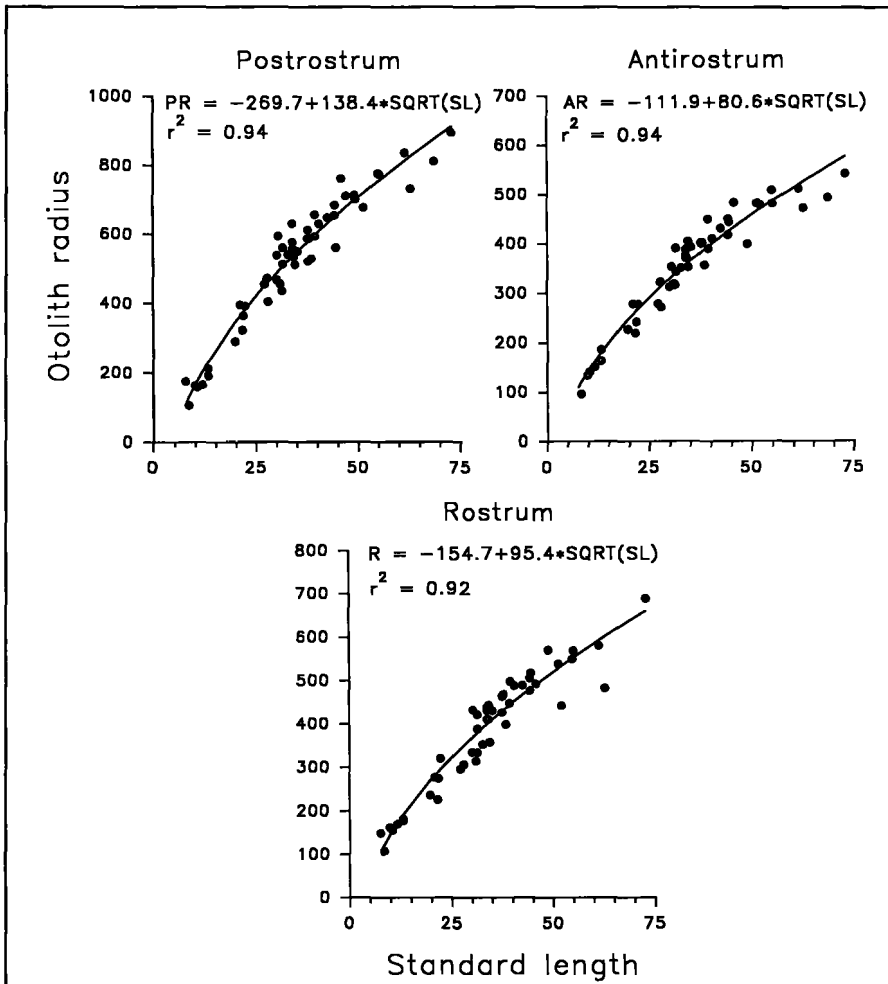 Postrostrum
PR = -269.7+138.4*SQRT(SL)
r² = 0.94
1000
800
600
400
200
0
0 25 50 75
Otolith radius
Antirostrum
AR = -111.9+80.6*SQRT(SL)
r² = 0.94
700
600
500
400
300
200
100
0
0 25 50 75
Rostrum
R = -154.7+95.4*SQRT(SL)
r² = 0.92
800
700
600
500
400
300
200
100
0
0 25 50 75
Standard length